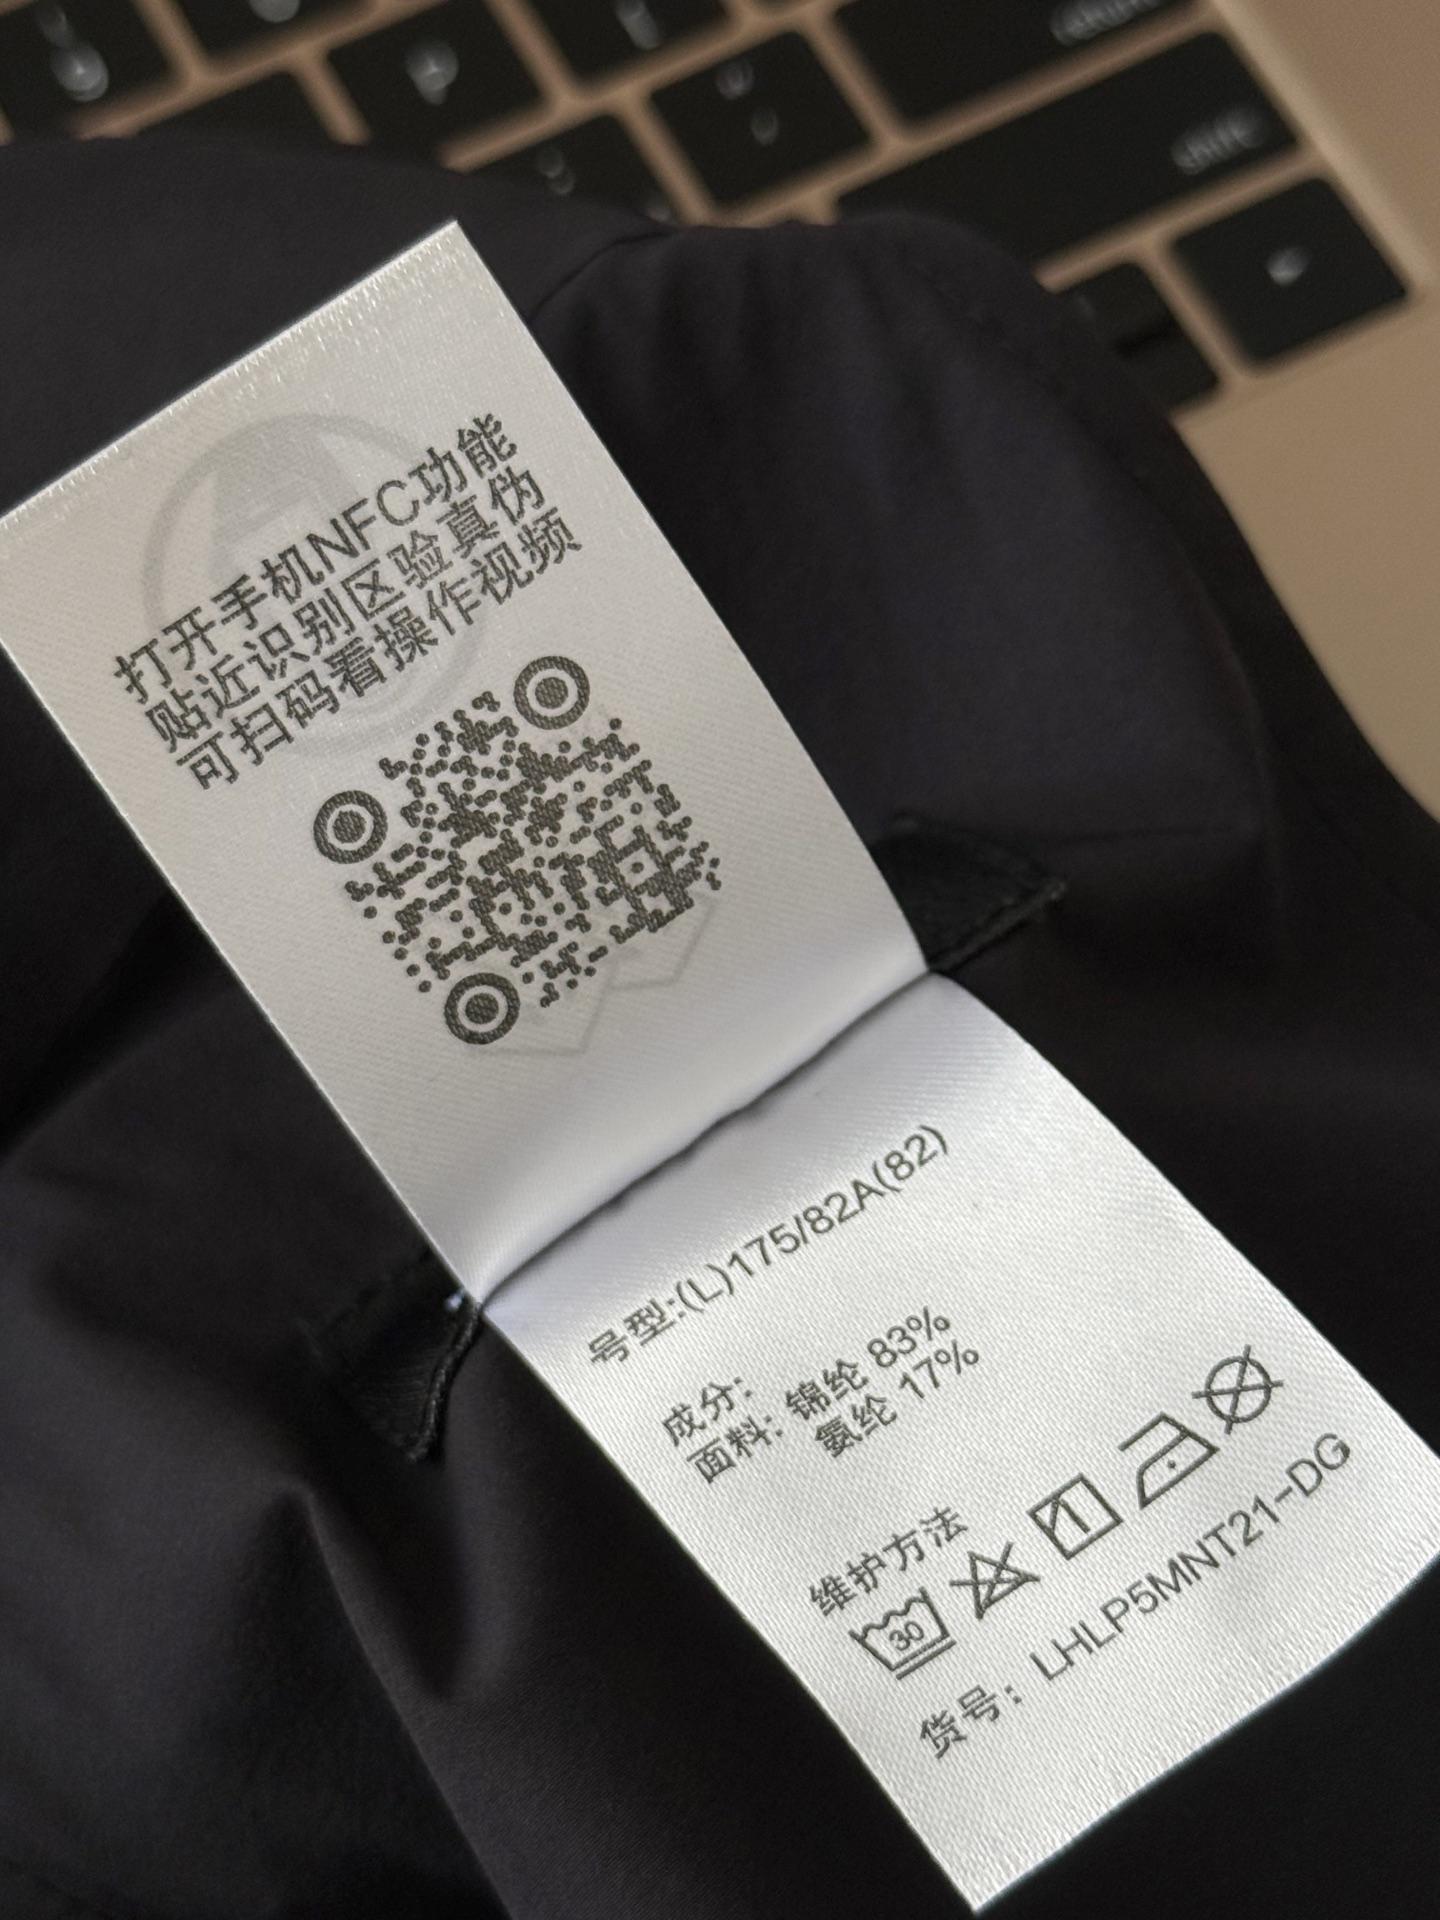 return
P
shift
打开手机NFC功能
贴近识别区验真伪
可扫码看操作视频
号型:(L)175/82A(82)
成分:
面料: 锦纶 83%
氨纶 17%
维护方法
30
货号: LHLP5MNT21-DG